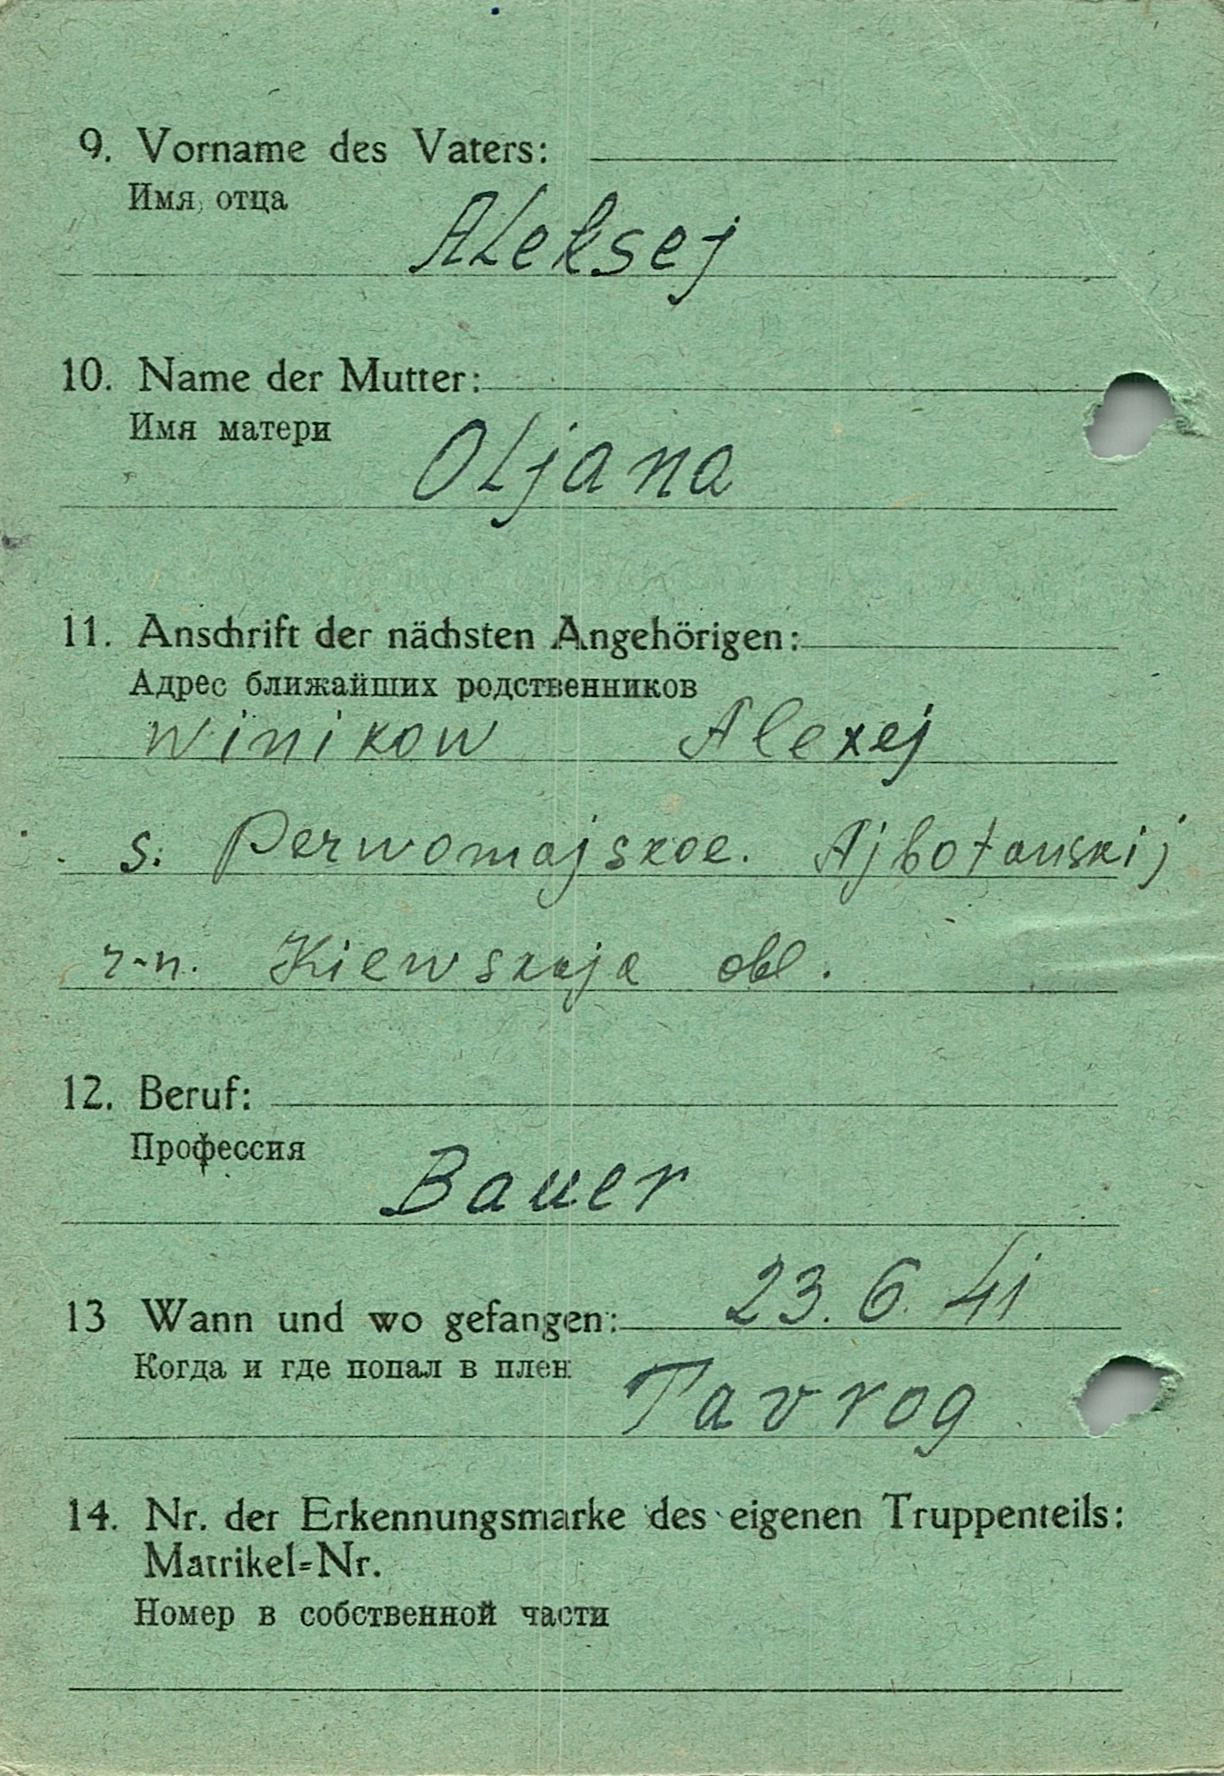 9. Vorname des Vaters:
Имя отца
Aleksej
10. Name der Mutter:
Имя матери
Oljana
11. Anschrift der nächsten Angehörigen:
Адрес ближайших родственников
Winikow Alexej
s. Perwomajskoe.
r-n. Kiewskaja obl.
12. Beruf:
Профессия
Bauer
13 Wann und wo gefangen: 23.6.41
Когда и где попал в плен
Tavrog
14. Nr. der Erkennungsmarke des eigenen Truppenteils:
Matrikel=Nr.
Номер в собственной части